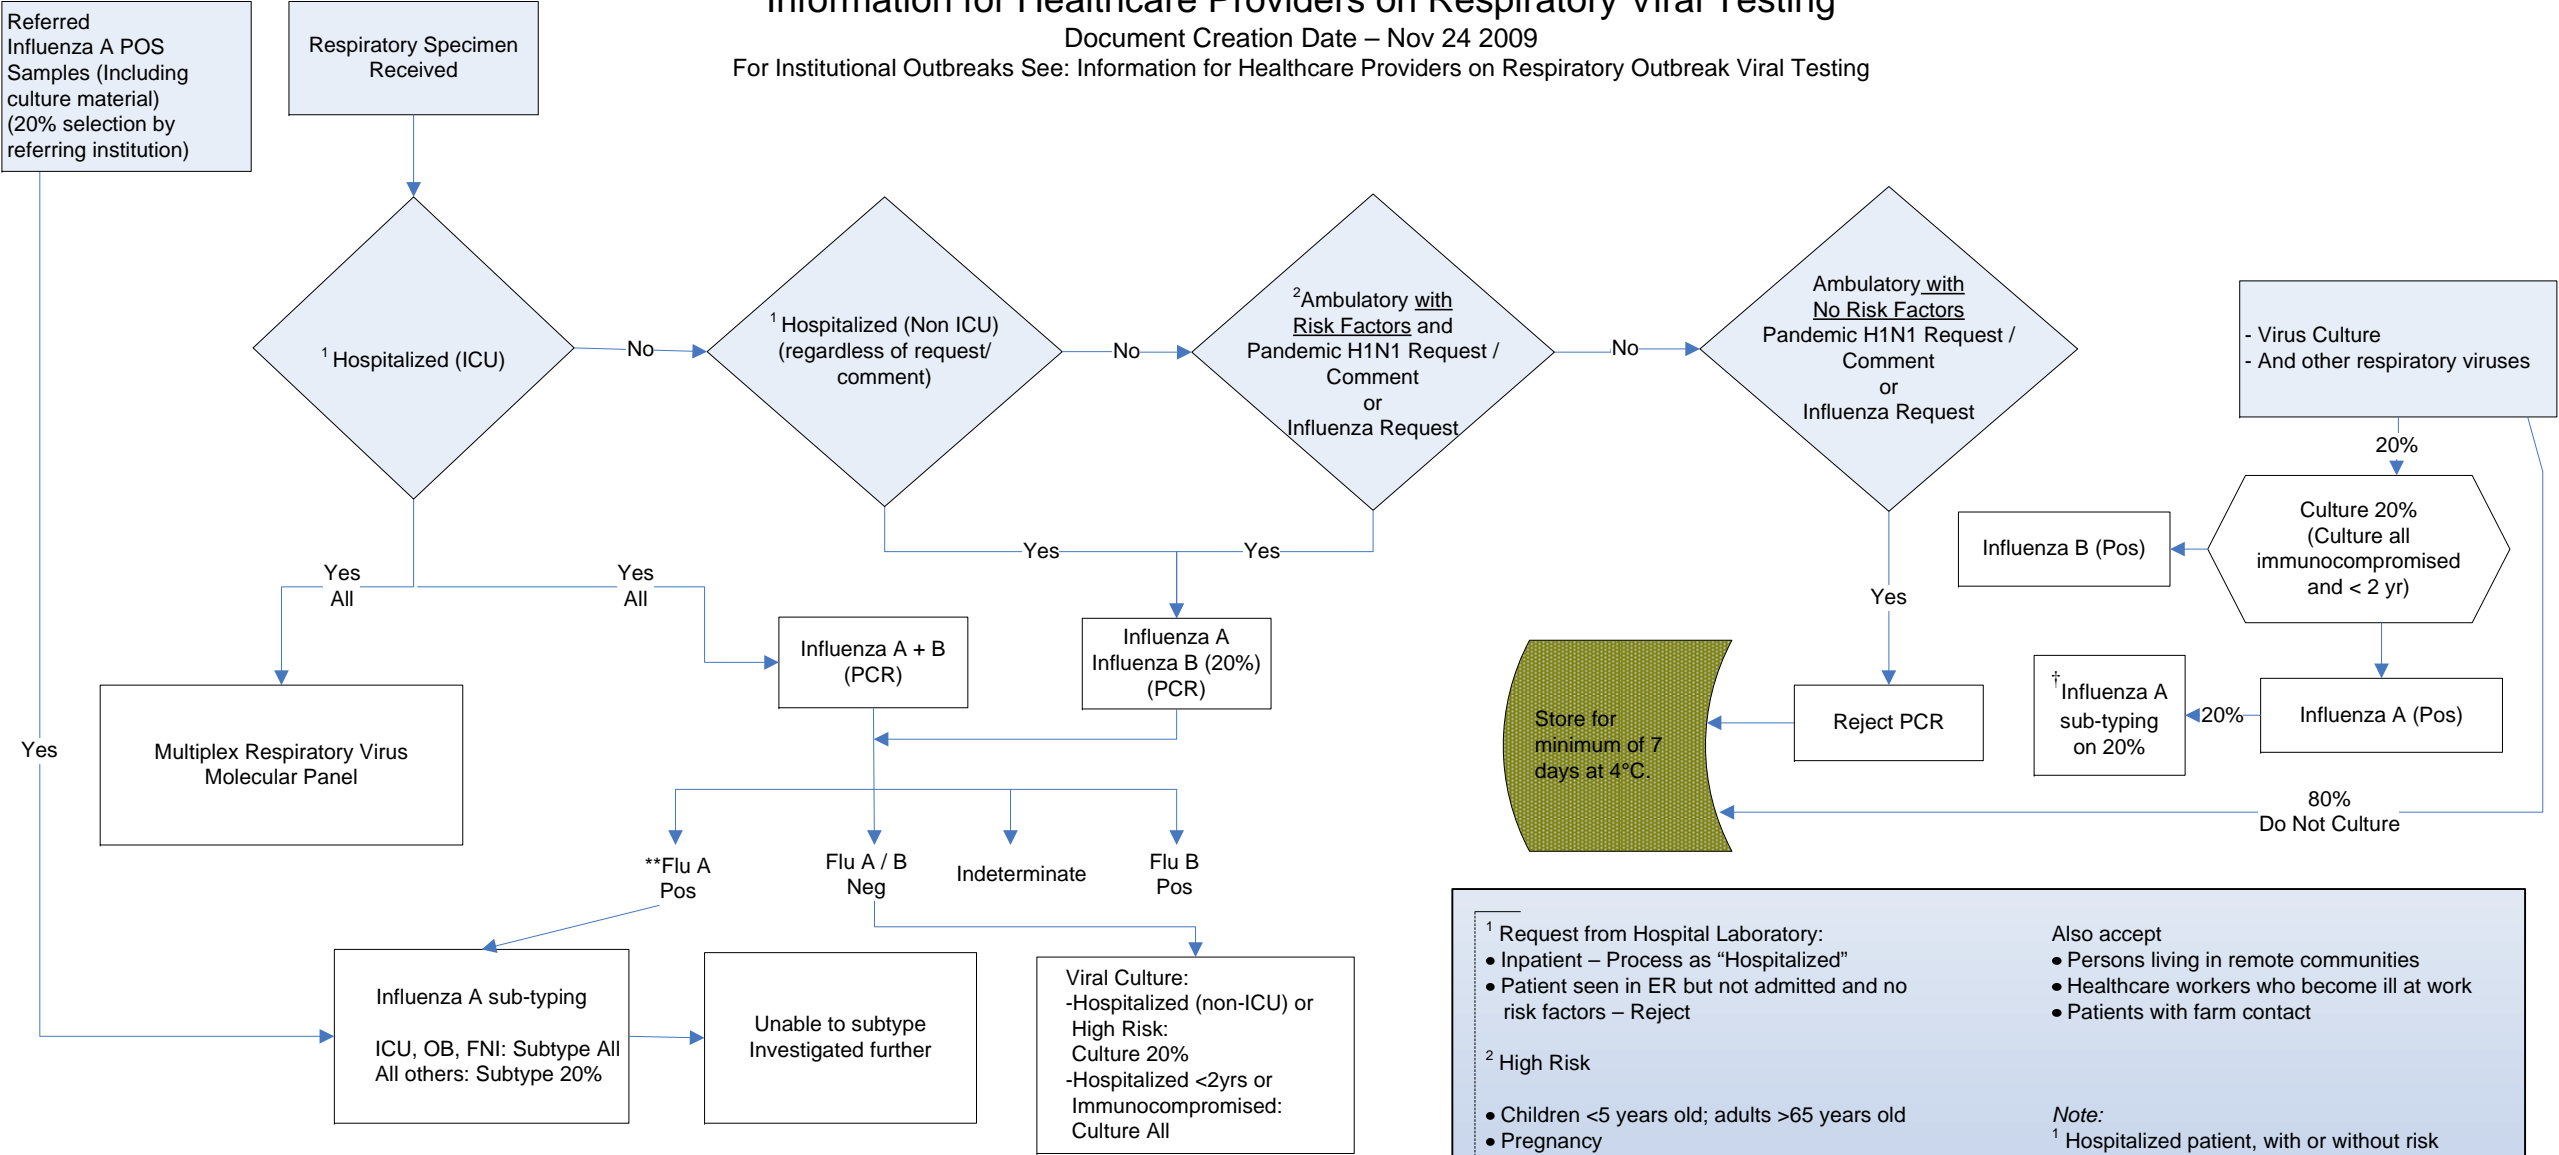 Information for Healthcare Providers on Respiratory Viral Testing
Document Creation Date – Nov 24 2009
For Institutional Outbreaks See: Information for Healthcare Providers on Respiratory Outbreak Viral Testing
Referred
Influenza A POS
Samples (Including
culture material)
(20% selection by
referring institution)
Respiratory Specimen
Received
1 Hospitalized (ICU)
No
1 Hospitalized (Non ICU)
(regardless of request/
comment)
No
2Ambulatory with
Risk Factors and
Pandemic H1N1 Request /
Comment
or
Influenza Request
No
Ambulatory with
No Risk Factors
Pandemic H1N1 Request /
Comment
or
Influenza Request
- Virus Culture
- And other respiratory viruses
20%
Culture 20%
(Culture all
immunocompromised
and < 2 yr)
Influenza B (Pos)
Yes
Yes
Yes
All
Yes
All
Yes
Influenza A + B
(PCR)
Influenza A
Influenza B (20%)
(PCR)
Store for
minimum of 7
days at 4°C.
Reject PCR
†Influenza A
sub-typing
on 20%
20%
Influenza A (Pos)
Yes
Multiplex Respiratory Virus
Molecular Panel
80%
Do Not Culture
**Flu A
Pos
Flu A / B
Neg
Indeterminate
Flu B
Pos
Influenza A sub-typing
ICU, OB, FNI: Subtype All
All others: Subtype 20%
Unable to subtype
Investigated further
Viral Culture:
-Hospitalized (non-ICU) or
High Risk:
Culture 20%
-Hospitalized <2yrs or
Immunocompromised:
Culture All
1 Request from Hospital Laboratory:
• Inpatient – Process as “Hospitalized”
• Patient seen in ER but not admitted and no
risk factors – Reject
2 High Risk
• Children <5 years old; adults >65 years old
• Pregnancy
Also accept
• Persons living in remote communities
• Healthcare workers who become ill at work
• Patients with farm contact
Note:
1 Hospitalized patient, with or without risk